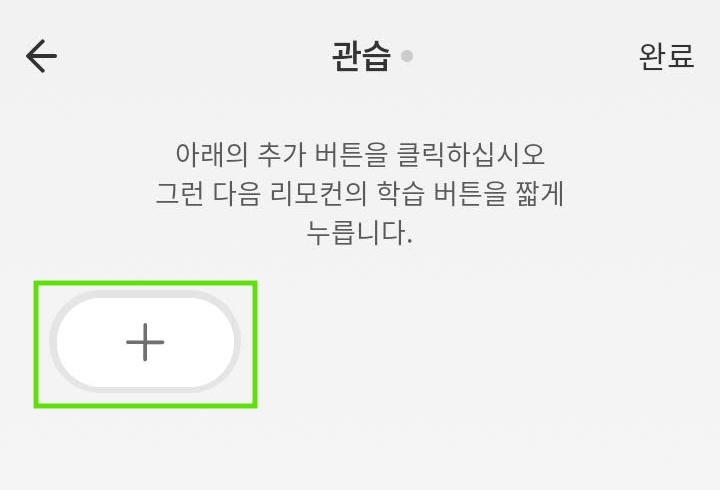 관습
완료
아래의 추가 버튼을 클릭하십시오
그런 다음 리모컨의 학습 버튼을 짧게
누릅니다.